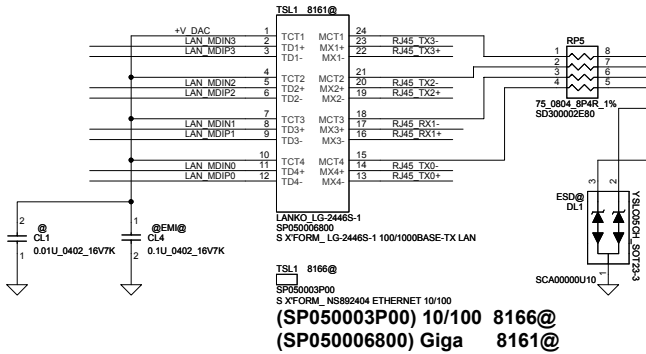 TSL1 8161@
+V_DAC 1 TCT1 MCT1 24
LAN_MDIN3 2 TD1+ MX1+ 23 RJ45_TX3-
LAN_MDIP3 3 TD1- MX1- 22 RJ45_TX3+
4 TCT2 MCT2 21
LAN_MDIN2 5 TD2+ MX2+ 20 RJ45_TX2-
LAN_MDIP2 6 TD2- MX2- 19 RJ45_TX2+
7 TCT3 MCT3 18
LAN_MDIN1 8 TD3+ MX3+ 17 RJ45_RX1-
LAN_MDIP1 9 TD3- MX3- 16 RJ45_RX1+
10 TCT4 MCT4 15
LAN_MDIN0 11 TD4+ MX4+ 14 RJ45_TX0-
LAN_MDIP0 12 TD4- MX4- 13 RJ45_TX0+
LANKO_LG-2446S-1
SP050006800
S X'FORM_ LG-2446S-1 100/1000BASE-TX LAN
RP5
1 8
2 7
3 6
4 5
75_0804_8P4R_1%
SD300002E80
3 2
ESD@
DL1
YSLC05CH_SOT23-3
1
SCA00000U10
2 @
CL1
1 0.01U_0402_16V7K
1 @EMI@
CL4
2 0.1U_0402_16V7K
TSL1 8166@
SP050003P00
S X'FORM_ NS892404 ETHERNET 10/100
(SP050003P00) 10/100 8166@
(SP050006800) Giga 8161@